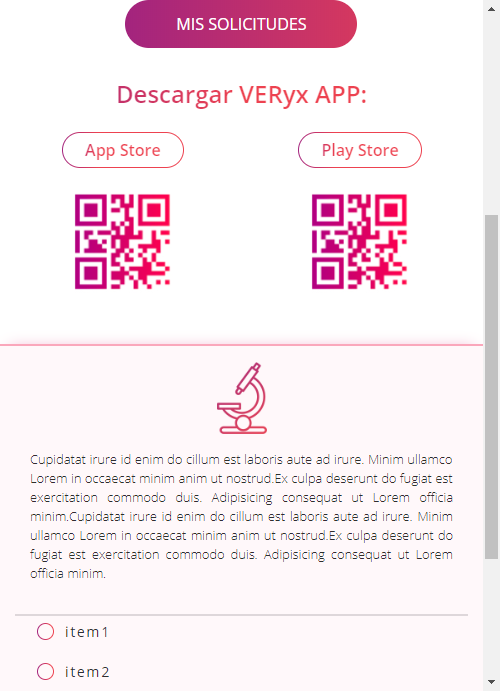 MIS SOLICITUDES
Descargar VERyx APP:
App Store
Play Store
Cupidatat irure id enim do cillum est laboris aute ad irure. Minim ullamco
Lorem in occaecat minim anim ut nostrud.Ex culpa deserunt do fugiat est
exercitation commodo duis. Adipisicing consequat ut Lorem officia
minim.Cupidatat irure id enim do cillum est laboris aute ad irure. Minim
ullamco Lorem in occaecat minim anim ut nostrud.Ex culpa deserunt do
fugiat est exercitation commodo duis. Adipisicing consequat ut Lorem
officia minim.
item1
item2